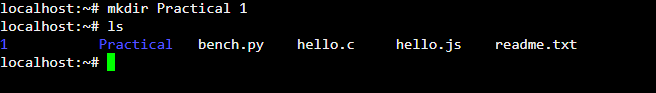 localhost:~# mkdir Practical 1
localhost:~# ls
1 Practical bench.py hello.c hello.js readme.txt
localhost:~#